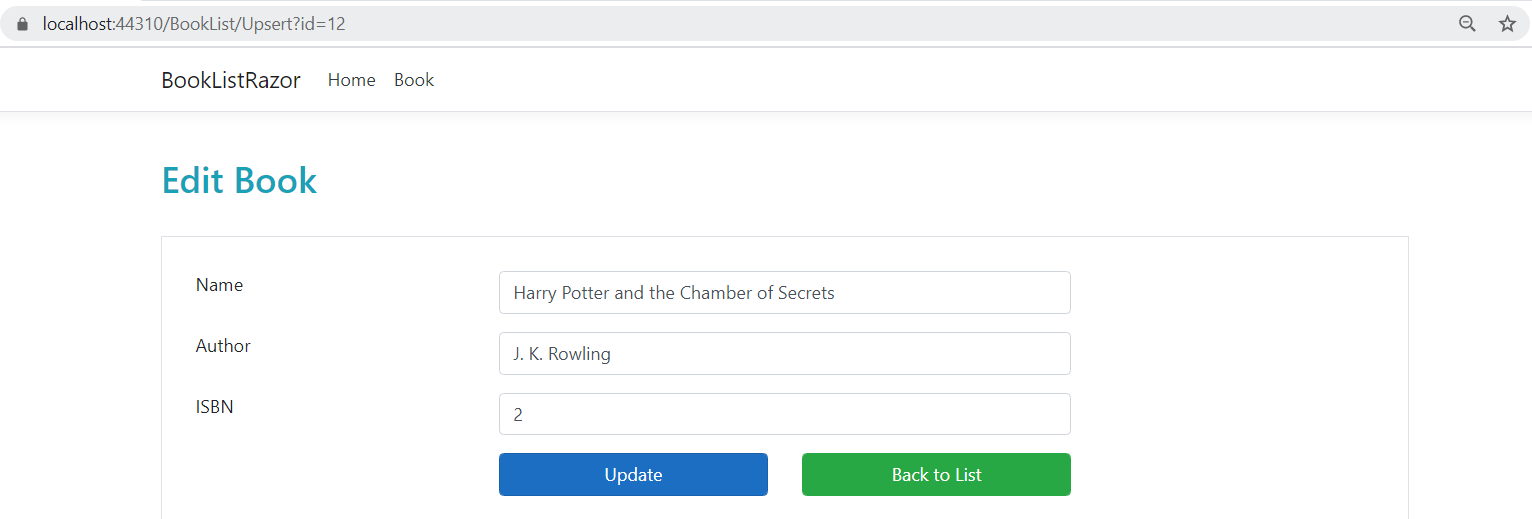 localhost:44310/BookList/Upsert?id=12
BookListRazor Home Book
Edit Book
Name Harry Potter and the Chamber of Secrets
Author J. K. Rowling
ISBN 2
Update Back to List